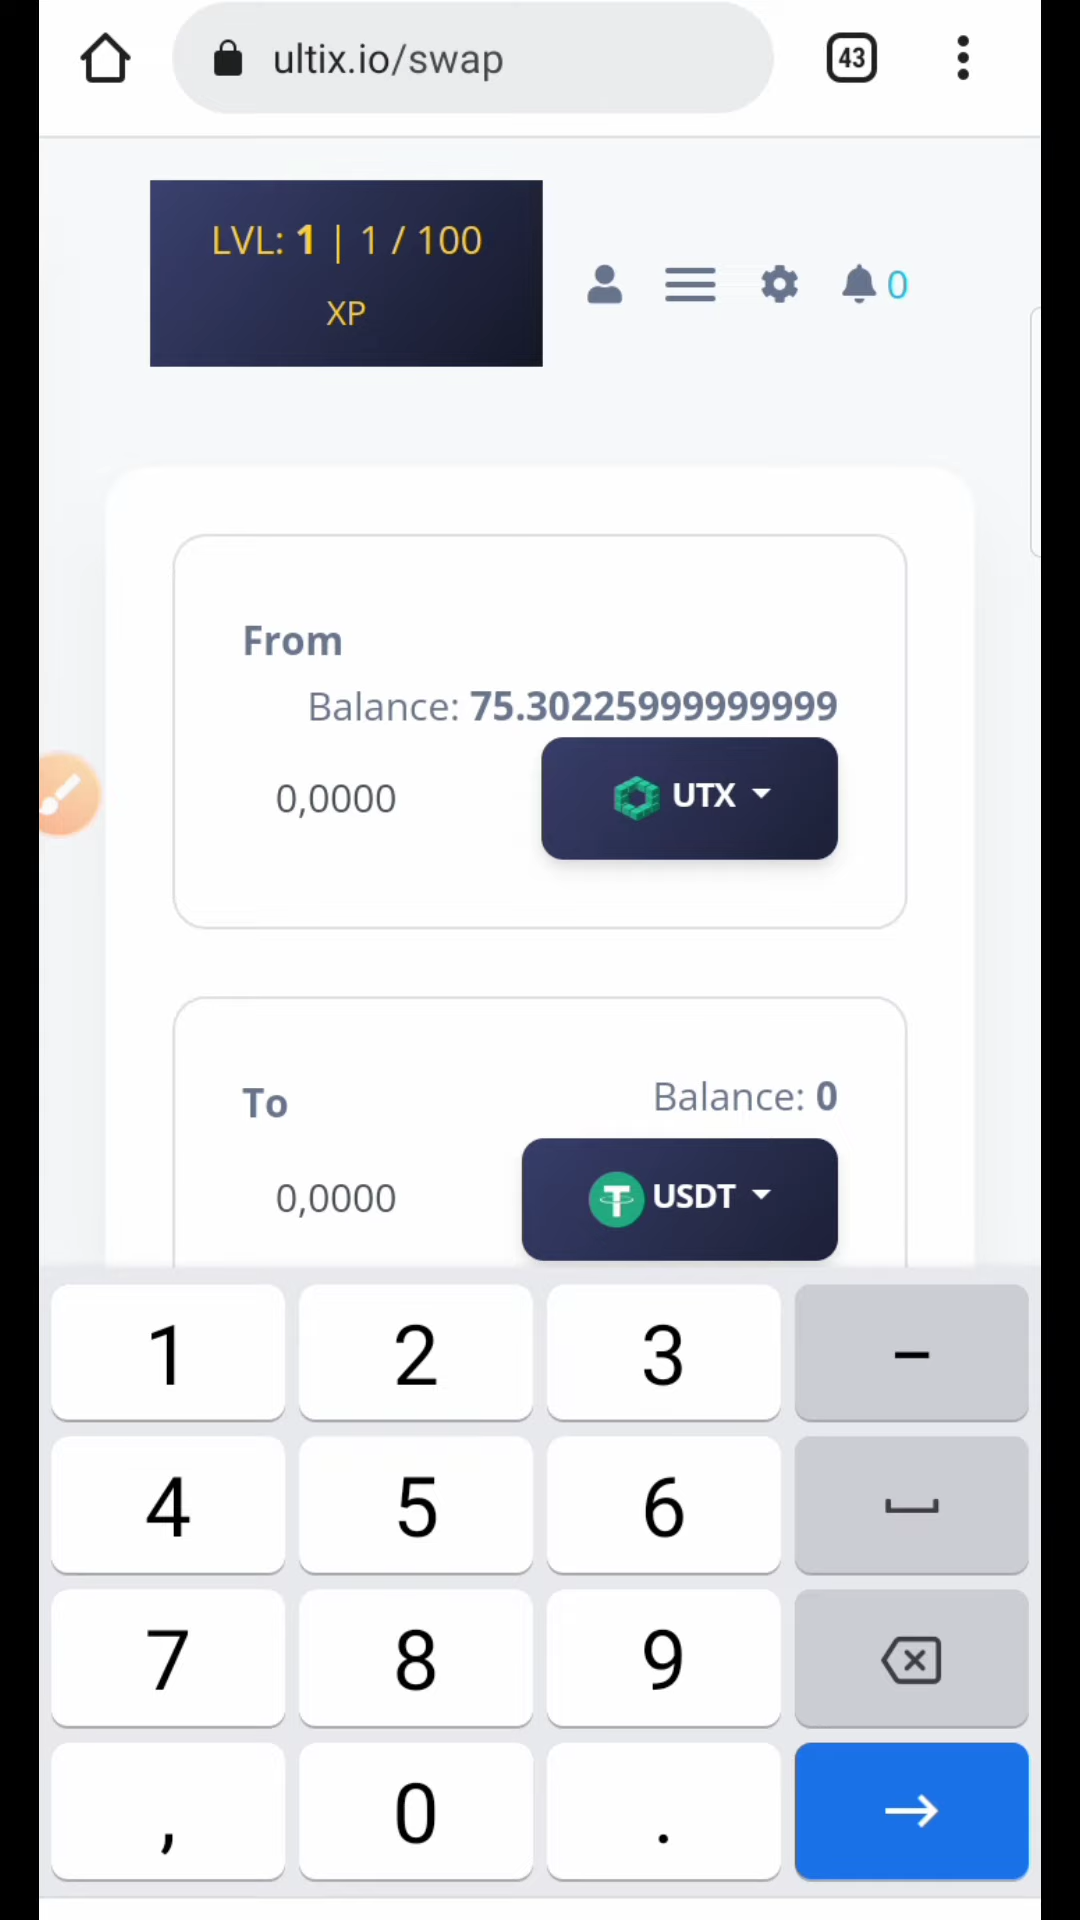 ultix.io/swap
43
LVL: 1 | 1 / 100
XP
0
From
Balance: 75.30225999999999
0,0000
UTX
To
Balance: 0
0,0000
USDT
1 2 3 –
4 5 6
7 8 9
, 0 .